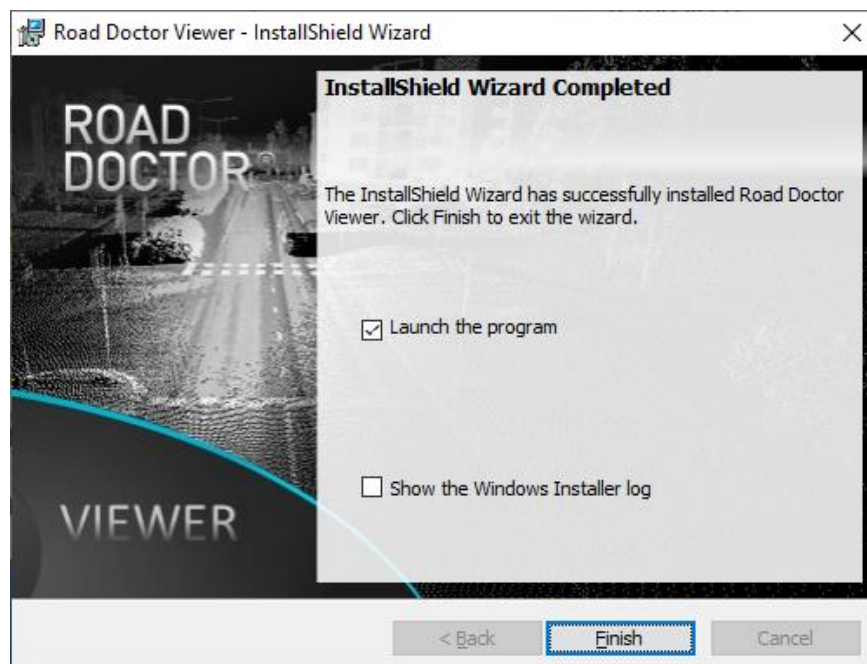 Road Doctor Viewer - InstallShield Wizard
ROAD
DOCTOR®
InstallShield Wizard Completed
The InstallShield Wizard has successfully installed Road Doctor
Viewer. Click Finish to exit the wizard.
Launch the program
Show the Windows Installer log
VIEWER
< Back
Finish
Cancel